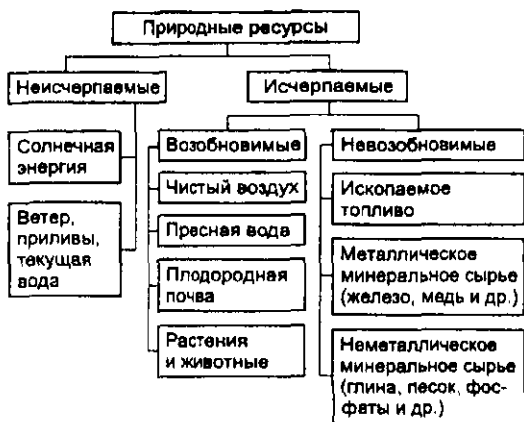 Природные ресурсы
Неисчерпаемые
Исчерпаемые
Солнечная
энергия
Ветер,
приливы,
текущая
вода
Возобновимые
Чистый воздух
Пресная вода
Плодородная
почва
Растения
и животные
Невозобновимые
Ископаемое
топливо
Металлическое
минеральное сырье
(железо, медь и др.)
Неметаллическое
минеральное сырье
(глина, песок, фос-
фаты и др.)